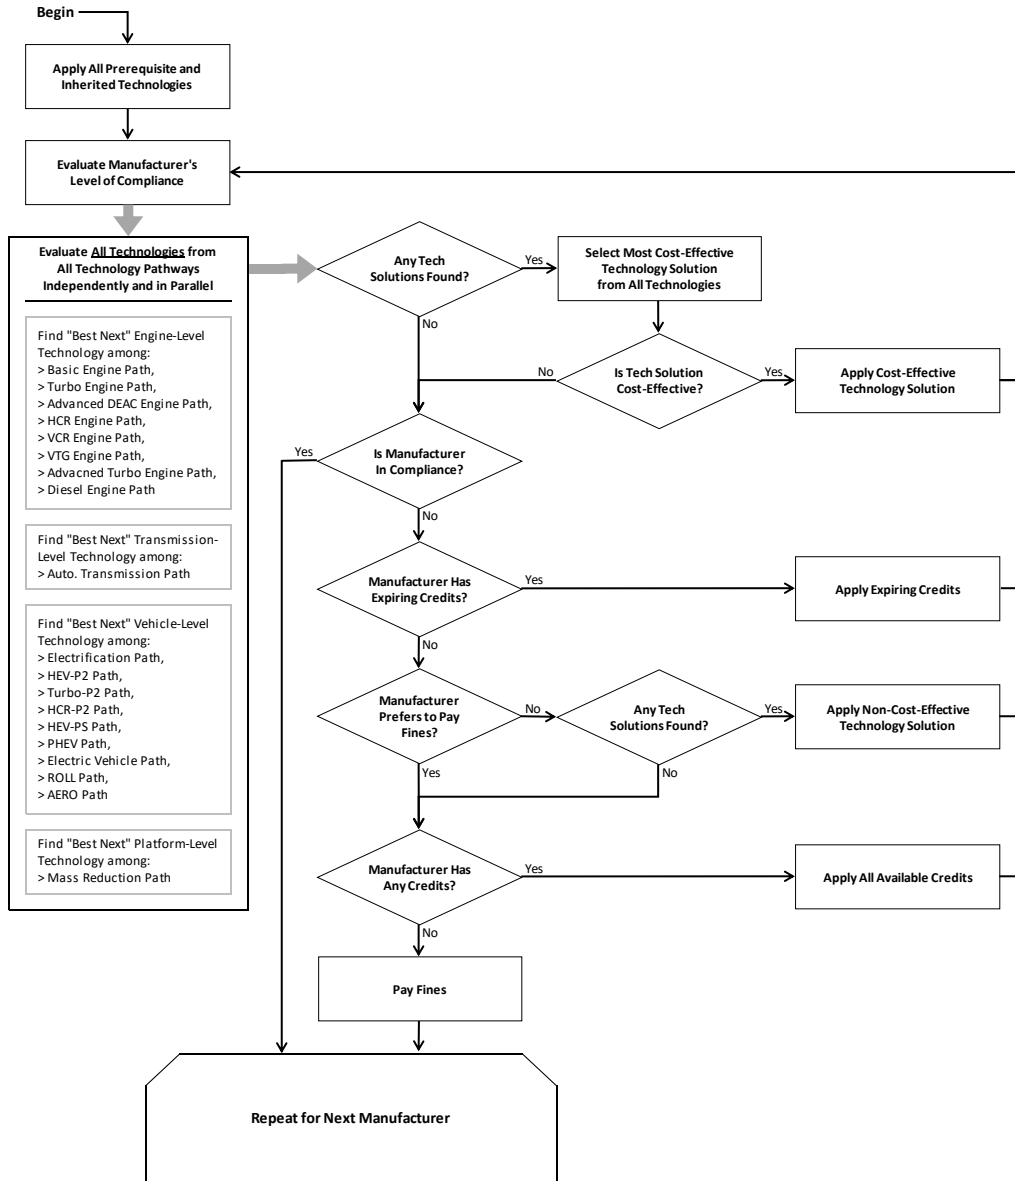 Begin
Apply All Prerequisite and
Inherited Technologies
Evaluate Manufacturer's
Level of Compliance
Evaluate All Technologies from
All Technology Pathways
Independently and in Parallel
Find "Best Next" Engine-Level
Technology among:
> Basic Engine Path,
> Turbo Engine Path,
> Advanced DEAC Engine Path,
> HCR Engine Path,
> VCR Engine Path,
> VTG Engine Path,
> Advacned Turbo Engine Path,
> Diesel Engine Path
Find "Best Next" Transmission-
Level Technology among:
> Auto. Transmission Path
Find "Best Next" Vehicle-Level
Technology among:
> Electrification Path,
> HEV-P2 Path,
> Turbo-P2 Path,
> HCR-P2 Path,
> HEV-PS Path,
> PHEV Path,
> Electric Vehicle Path,
> ROLL Path,
> AERO Path
Find "Best Next" Platform-Level
Technology among:
> Mass Reduction Path
Any Tech
Solutions Found?
Yes
No
Select Most Cost-Effective
Technology Solution
from All Technologies
Is Tech Solution
Cost-Effective?
No
Yes
Apply Cost-Effective
Technology Solution
Is Manufacturer
In Compliance?
Yes
No
Manufacturer Has
Expiring Credits?
Yes
No
Apply Expiring Credits
Manufacturer
Prefers to Pay
Fines?
No
Yes
Any Tech
Solutions Found?
Yes
No
Apply Non-Cost-Effective
Technology Solution
Manufacturer Has
Any Credits?
Yes
No
Apply All Available Credits
Pay Fines
Repeat for Next Manufacturer